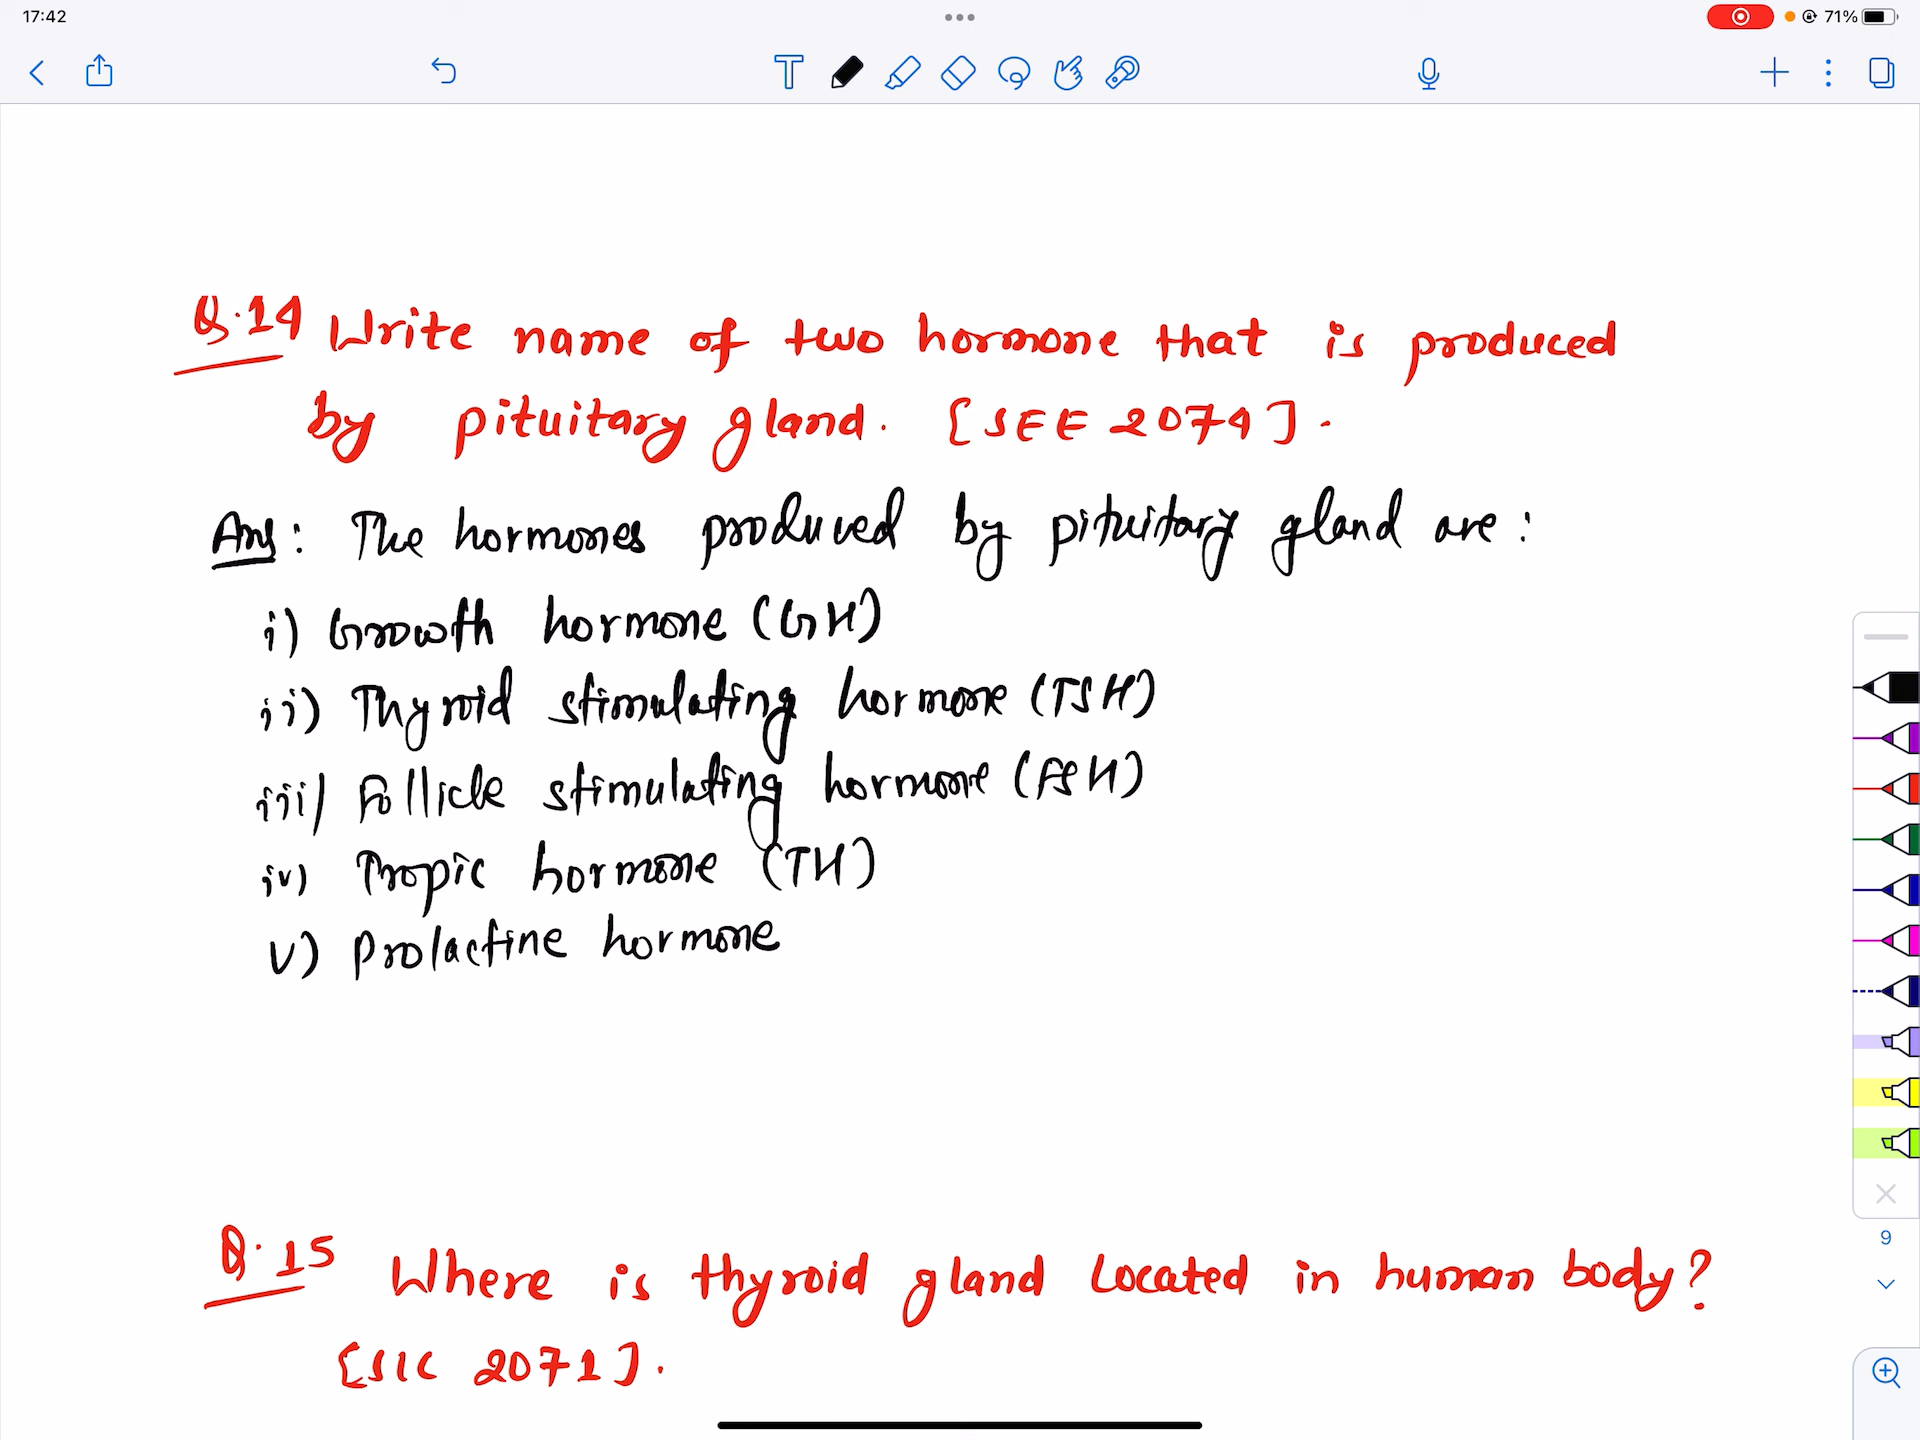 17:42
71%
Q.14 Write name of two hormone that is produced
by pituitary gland. [SEE 2074].
Ans: The hormones produced by pituitary gland are:
i) Growth hormone (GH)
ii) Thyroid stimulating hormone (TSH)
iii) Follicle stimulating hormone (FSH)
iv) Tropic hormone (TH)
v) Prolactine hormone
9
Q.15 Where is thyroid gland located in human body?
[SLC 2071].